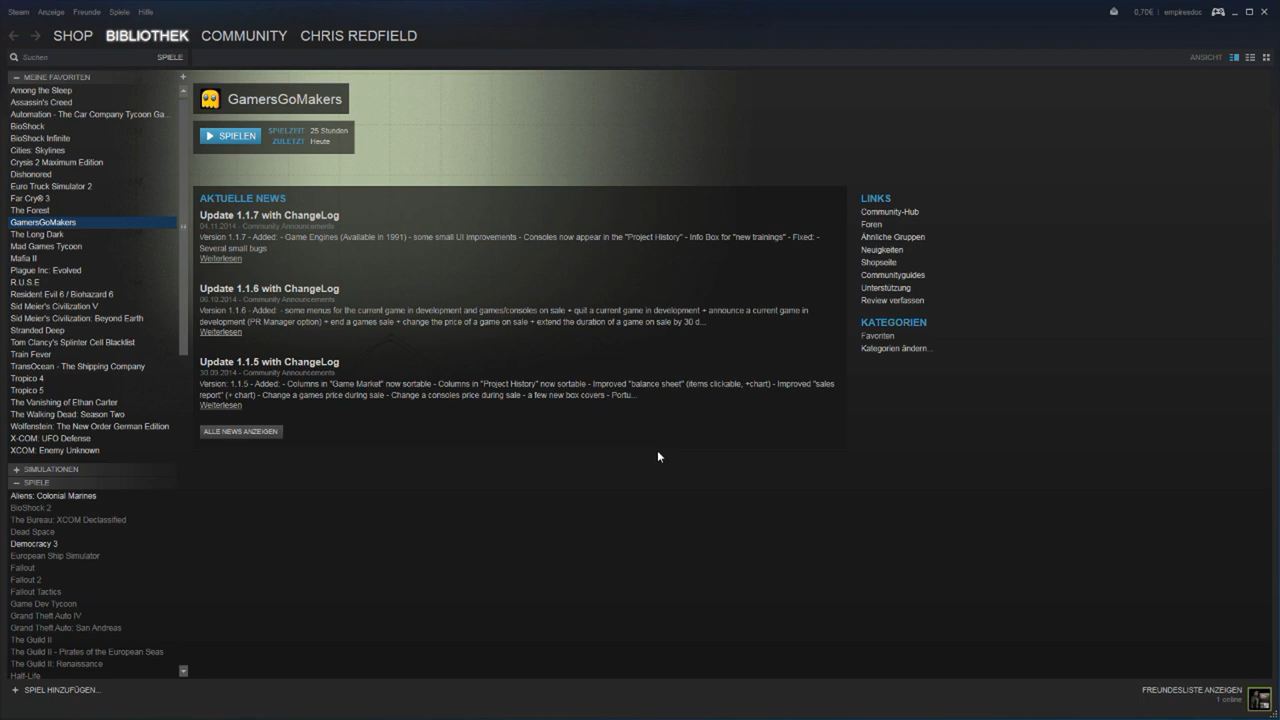 Steam Anzeige Freunde Spiele Hilfe
0,70€ | empireedoc
SHOP BIBLIOTHEK COMMUNITY CHRIS REDFIELD
Suchen
SPIELE
ANSICHT
— MEINE FAVORITEN +
Among the Sleep
Assassin's Creed
Automation - The Car Company Tycoon Ga...
BioShock
BioShock Infinite
Cities: Skylines
Crysis 2 Maximum Edition
Dishonored
Euro Truck Simulator 2
Far Cry® 3
The Forest
GamersGoMakers
The Long Dark
Mad Games Tycoon
Mafia II
Plague Inc: Evolved
R.U.S.E
Resident Evil 6 / Biohazard 6
Sid Meier's Civilization V
Sid Meier's Civilization: Beyond Earth
Stranded Deep
Tom Clancy's Splinter Cell Blacklist
Train Fever
TransOcean - The Shipping Company
Tropico 4
Tropico 5
The Vanishing of Ethan Carter
The Walking Dead: Season Two
Wolfenstein: The New Order German Edition
X-COM: UFO Defense
XCOM: Enemy Unknown
+ SIMULATIONEN
— SPIELE
Aliens: Colonial Marines
BioShock 2
The Bureau: XCOM Declassified
Dead Space
Democracy 3
European Ship Simulator
Fallout
Fallout 2
Fallout Tactics
Game Dev Tycoon
Grand Theft Auto IV
Grand Theft Auto: San Andreas
The Guild II
The Guild II - Pirates of the European Seas
The Guild II: Renaissance
Half-Life
+ SPIEL HINZUFÜGEN...
GamersGoMakers
SPIELEN
SPIELZEIT 25 Stunden
ZULETZT Heute
AKTUELLE NEWS
Update 1.1.7 with ChangeLog
04.11.2014 - Community Announcements
Version 1.1.7 - Added: - Game Engines (Available in 1991) - some small UI Improvements - Consoles now appear in the "Project History" - Info Box for "new trainings" - Fixed: -
Several small bugs
Weiterlesen
Update 1.1.6 with ChangeLog
06.10.2014 - Community Announcements
Version 1.1.6 - Added: - some menus for the current game in development and games/consoles on sale + quit a current game in development + announce a current game in
development (PR Manager option) + end a games sale + change the price of a game on sale + extend the duration of a game on sale by 30 d...
Weiterlesen
Update 1.1.5 with ChangeLog
30.09.2014 - Community Announcements
Version: 1.1.5 - Added: - Columns in "Game Market" now sortable - Columns in "Project History" now sortable - Improved "balance sheet" (items clickable, +chart) - Improved "sales
report" (+ chart) - Change a games price during sale - Change a consoles price during sale - a few new box covers - Portu...
Weiterlesen
ALLE NEWS ANZEIGEN
LINKS
Community-Hub
Foren
Ähnliche Gruppen
Neuigkeiten
Shopseite
Communityguides
Unterstützung
Review verfassen
KATEGORIEN
Favoriten
Kategorien ändern...
FREUNDESLISTE ANZEIGEN
1 online